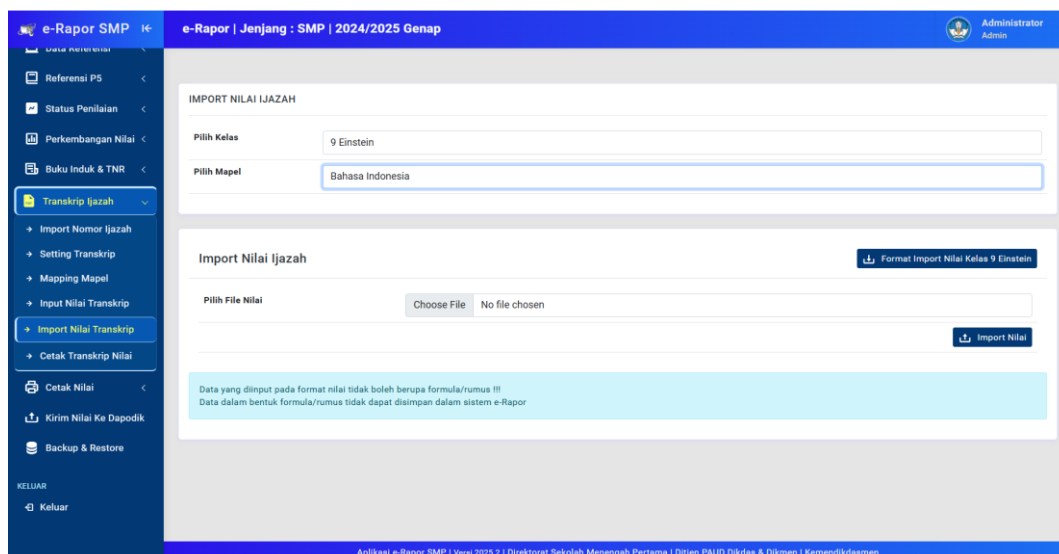 e-Rapor SMP
e-Rapor | Jenjang : SMP | 2024/2025 Genap
Administrator
Admin
Data Referensi
Referensi P5
Status Penilaian
Perkembangan Nilai
Buku Induk & TNR
Transkrip Ijazah
Import Nomor Ijazah
Setting Transkrip
Mapping Mapel
Input Nilai Transkrip
Import Nilai Transkrip
Cetak Transkrip Nilai
Cetak Nilai
Kirim Nilai Ke Dapodik
Backup & Restore
KELUAR
Keluar
IMPORT NILAI IJAZAH
Pilih Kelas
9 Einstein
Pilih Mapel
Bahasa Indonesia
Import Nilai Ijazah
Format Import Nilai Kelas 9 Einstein
Pilih File Nilai
Choose File No file chosen
Import Nilai
Data yang diinput pada format nilai tidak boleh berupa formula/rumus !!!
Data dalam bentuk formula/rumus tidak dapat disimpan dalam sistem e-Rapor
Aplikasi e-Rapor SMP | Versi 2025.2 | Direktorat Sekolah Menengah Pertama | Ditjen PAUD Dikdas & Dikmen | Kemendikdasmen